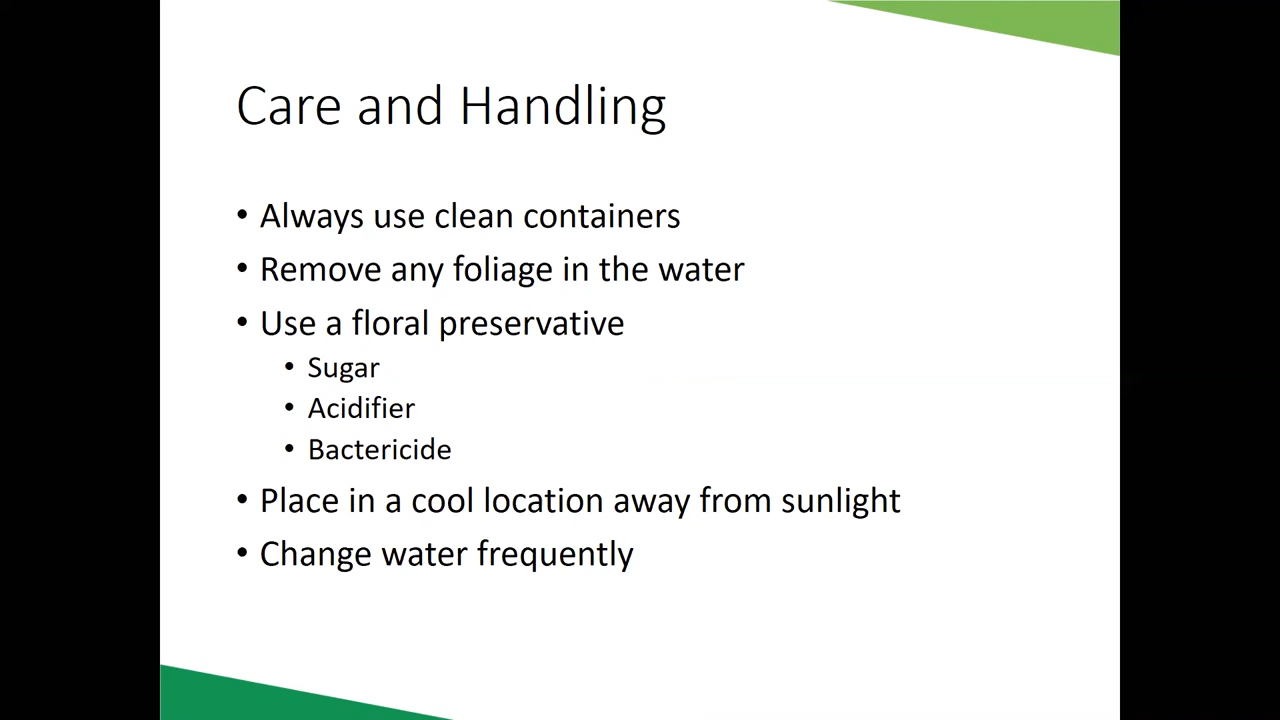 Care and Handling
• Always use clean containers
• Remove any foliage in the water
• Use a floral preservative
• Sugar
• Acidifier
• Bactericide
• Place in a cool location away from sunlight
• Change water frequently